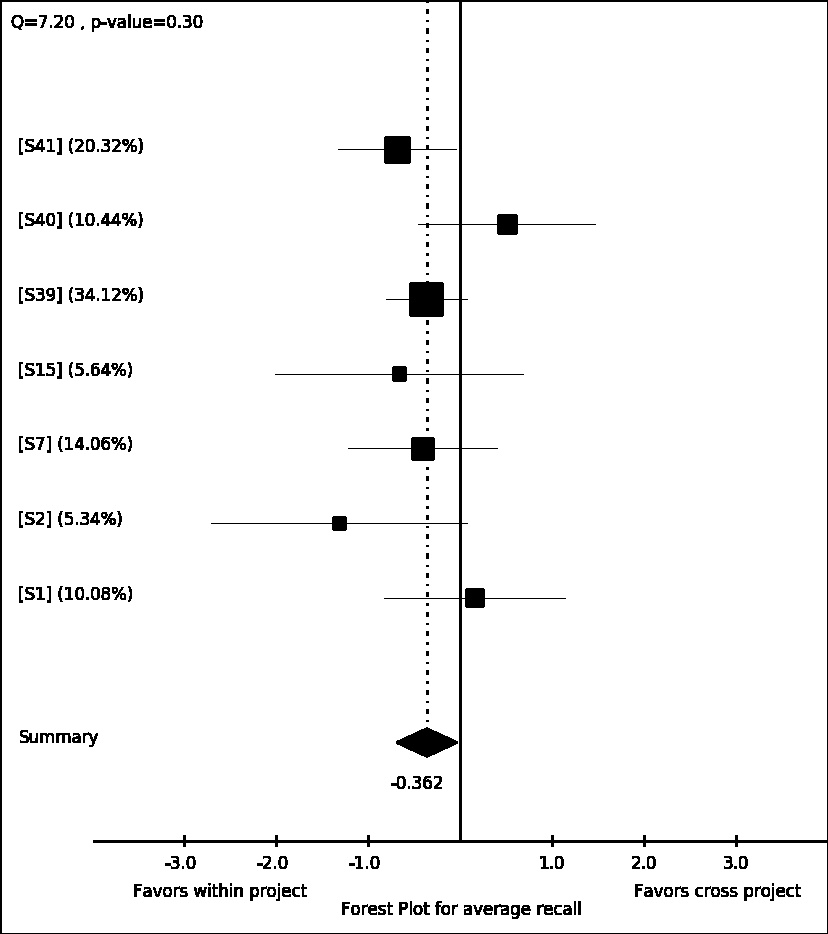 Q=7.20 , p-value=0.30
[S41] (20.32%)
[S40] (10.44%)
[S39] (34.12%)
[S15] (5.64%)
[S7] (14.06%)
[S2] (5.34%)
[S1] (10.08%)
Summary
-0.362
-3.0 -2.0 -1.0 1.0 2.0 3.0
Favors within project Favors cross project
Forest Plot for average recall